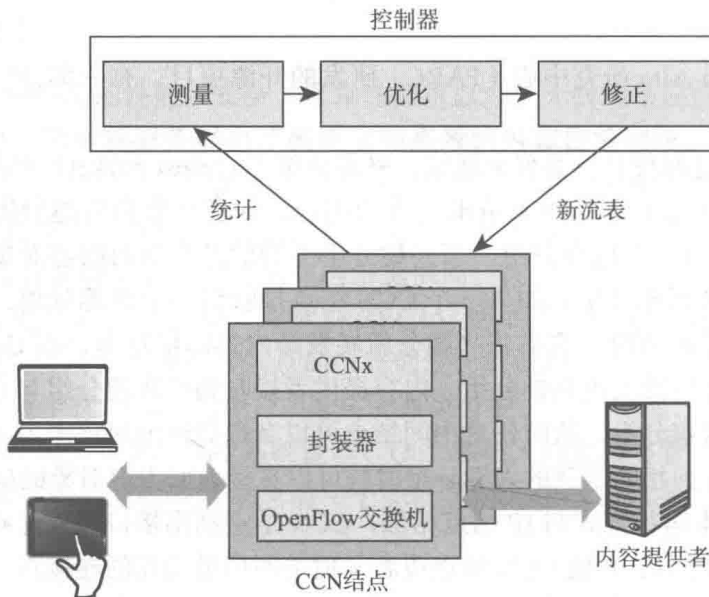 控制器
测量
优化
修正
统计
新流表
CCNx
封装器
OpenFlow交换机
内容提供者
CCN结点